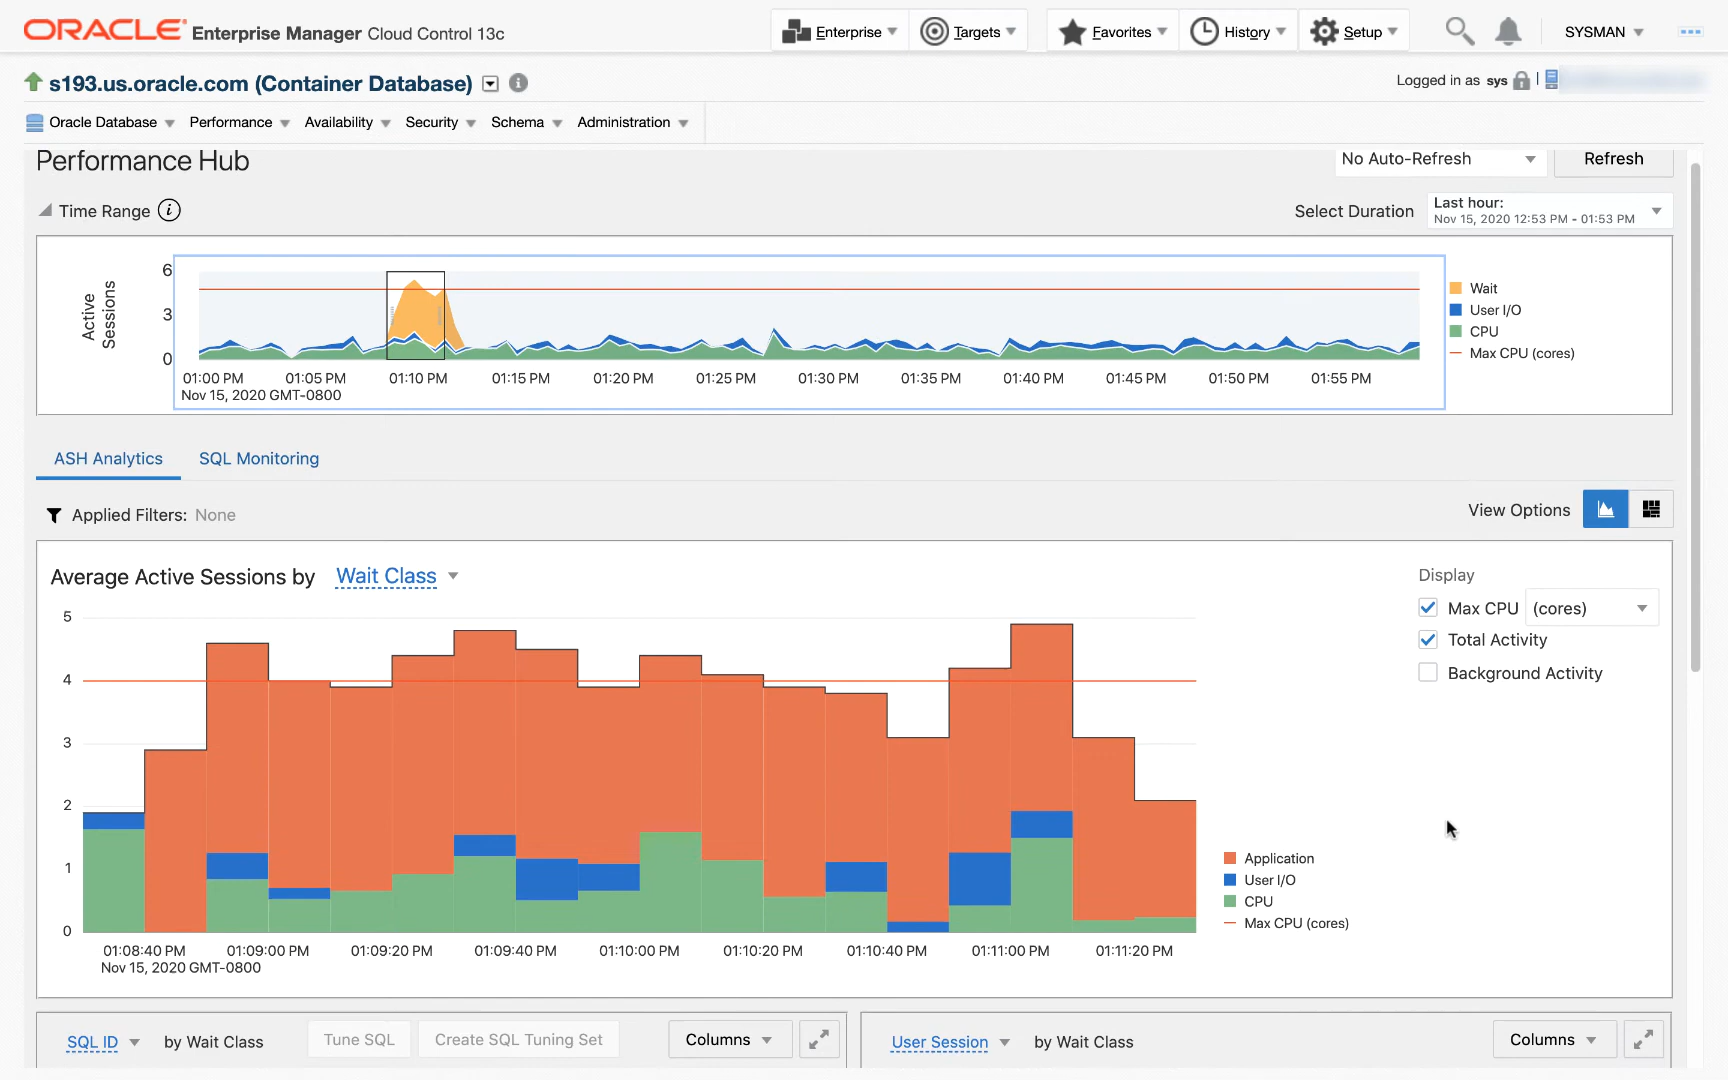 ORACLE Enterprise Manager Cloud Control 13c
Enterprise
Targets
Favorites
History
Setup
SYSMAN
s193.us.oracle.com (Container Database)
Logged in as sys
Oracle Database
Performance
Availability
Security
Schema
Administration
Performance Hub
No Auto-Refresh
Refresh
Time Range
Select Duration
Last hour:
Nov 15, 2020 12:53 PM - 01:53 PM
Active
Sessions
6
3
0
01:00 PM 01:05 PM 01:10 PM 01:15 PM 01:20 PM 01:25 PM 01:30 PM 01:35 PM 01:40 PM 01:45 PM 01:50 PM 01:55 PM
Nov 15, 2020 GMT-0800
Wait
User I/O
CPU
Max CPU (cores)
ASH Analytics
SQL Monitoring
Applied Filters: None
View Options
Average Active Sessions by Wait Class
Display
Max CPU (cores)
Total Activity
Background Activity
5
4
3
2
1
0
01:08:40 PM 01:09:00 PM 01:09:20 PM 01:09:40 PM 01:10:00 PM 01:10:20 PM 01:10:40 PM 01:11:00 PM 01:11:20 PM
Nov 15, 2020 GMT-0800
Application
User I/O
CPU
Max CPU (cores)
SQL ID by Wait Class
Tune SQL
Create SQL Tuning Set
Columns
User Session by Wait Class
Columns